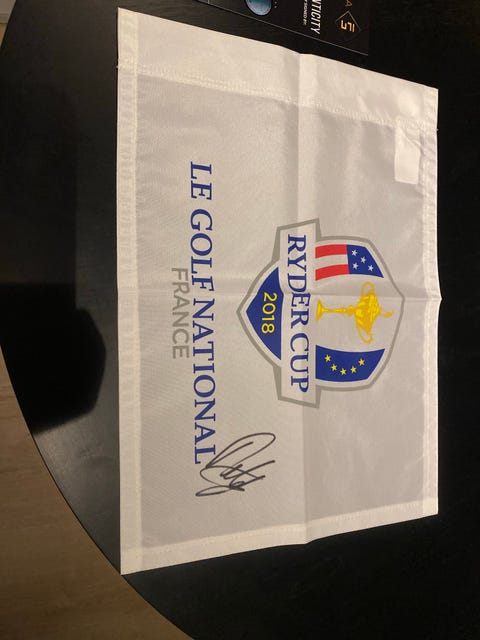 RYDER CUP
2018
LE GOLF NATIONAL
FRANCE